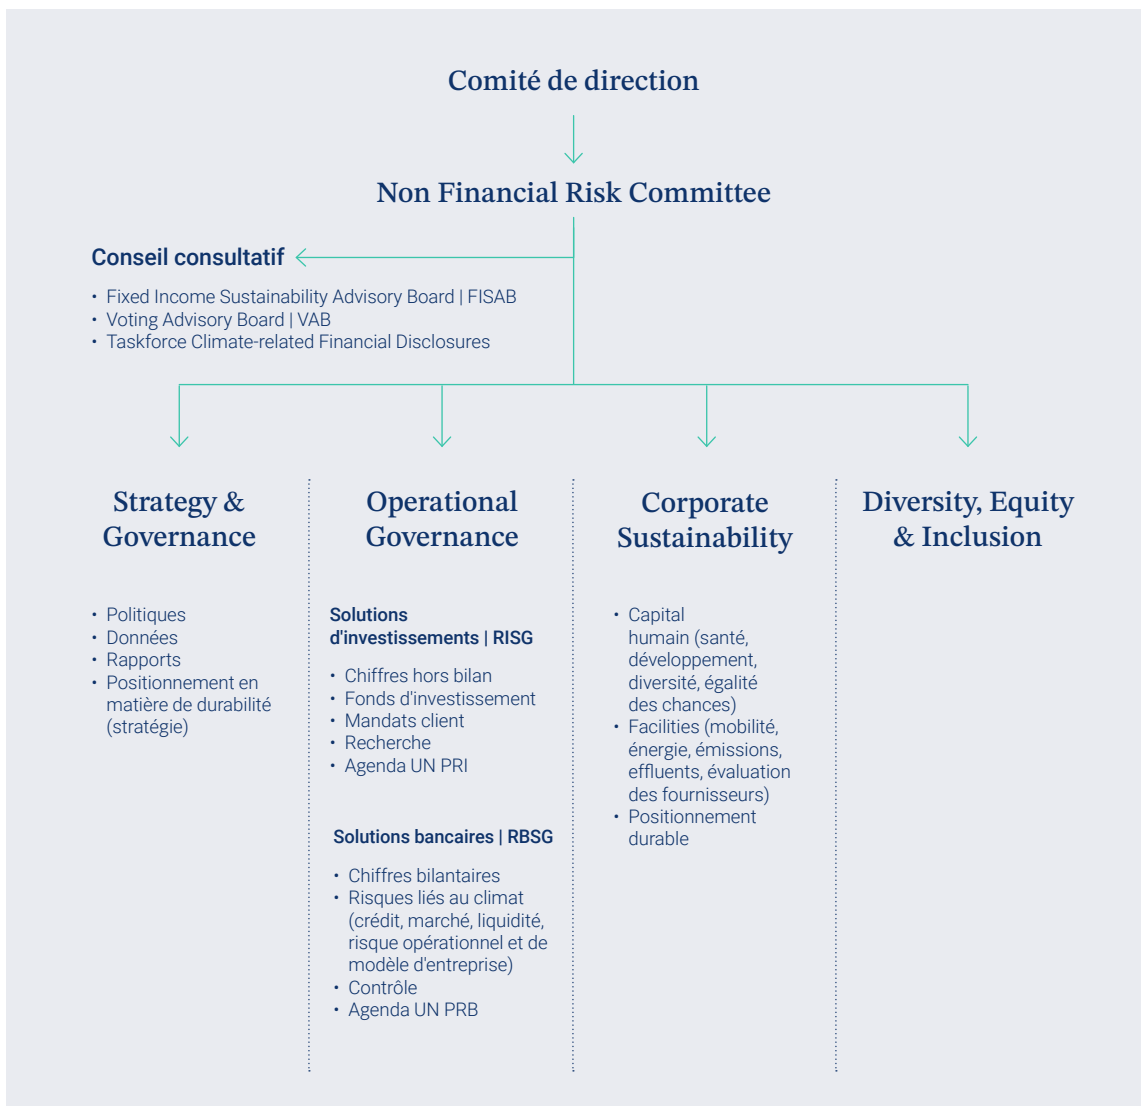 Comité de direction
Non Financial Risk Committee
Conseil consultatif
• Fixed Income Sustainability Advisory Board | FISAB
• Voting Advisory Board | VAB
• Taskforce Climate-related Financial Disclosures
Strategy &
Governance
• Politiques
• Données
• Rapports
• Positionnement en
matière de durabilité
(stratégie)
Operational
Governance
Solutions
d'investissements | RISG
• Chiffres hors bilan
• Fonds d'investissement
• Mandats client
• Recherche
• Agenda UN PRI
Solutions bancaires | RBSG
• Chiffres bilantaires
• Risques liés au climat
(crédit, marché, liquidité,
risque opérationnel et de
modèle d'entreprise)
• Contrôle
• Agenda UN PRB
Corporate
Sustainability
• Capital
humain (santé,
développement,
diversité, égalité
des chances)
• Facilities (mobilité,
énergie, émissions,
effluents, évaluation
des fournisseurs)
• Positionnement
durable
Diversity, Equity
& Inclusion